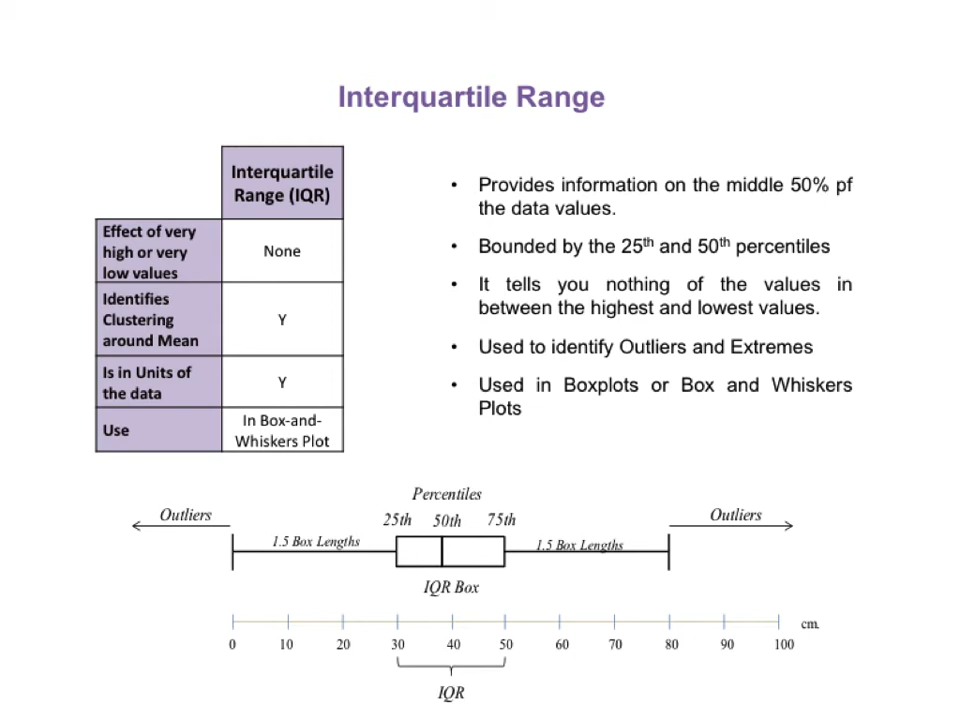 Interquartile Range
Interquartile
Range (IQR)
Effect of very
high or very
low values
None
Identifies
Clustering
around Mean
Y
Is in Units of
the data
Y
Use
In Box-and-
Whiskers Plot
• Provides information on the middle 50% pf
the data values.
• Bounded by the 25th and 50th percentiles
• It tells you nothing of the values in
between the highest and lowest values.
• Used to identify Outliers and Extremes
• Used in Boxplots or Box and Whiskers
Plots
Percentiles
Outliers
25th 50th 75th
Outliers
1.5 Box Lengths
1.5 Box Lengths
IQR Box
cm.
0 10 20 30 40 50 60 70 80 90 100
IQR